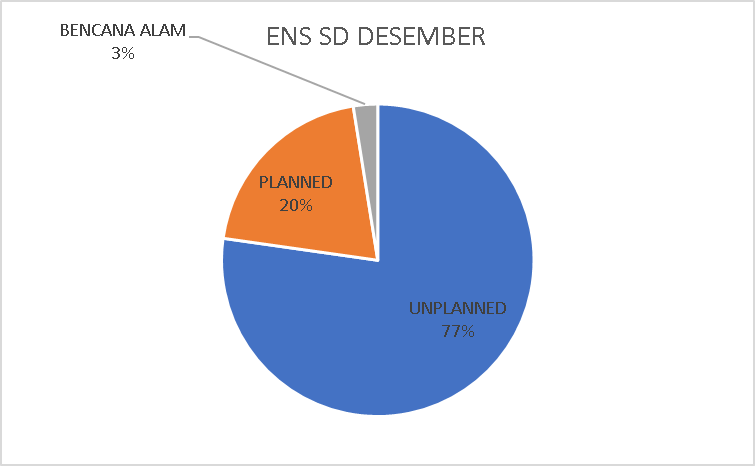 ENS SD DESEMBER
BENCANA ALAM
3%
PLANNED
20%
UNPLANNED
77%